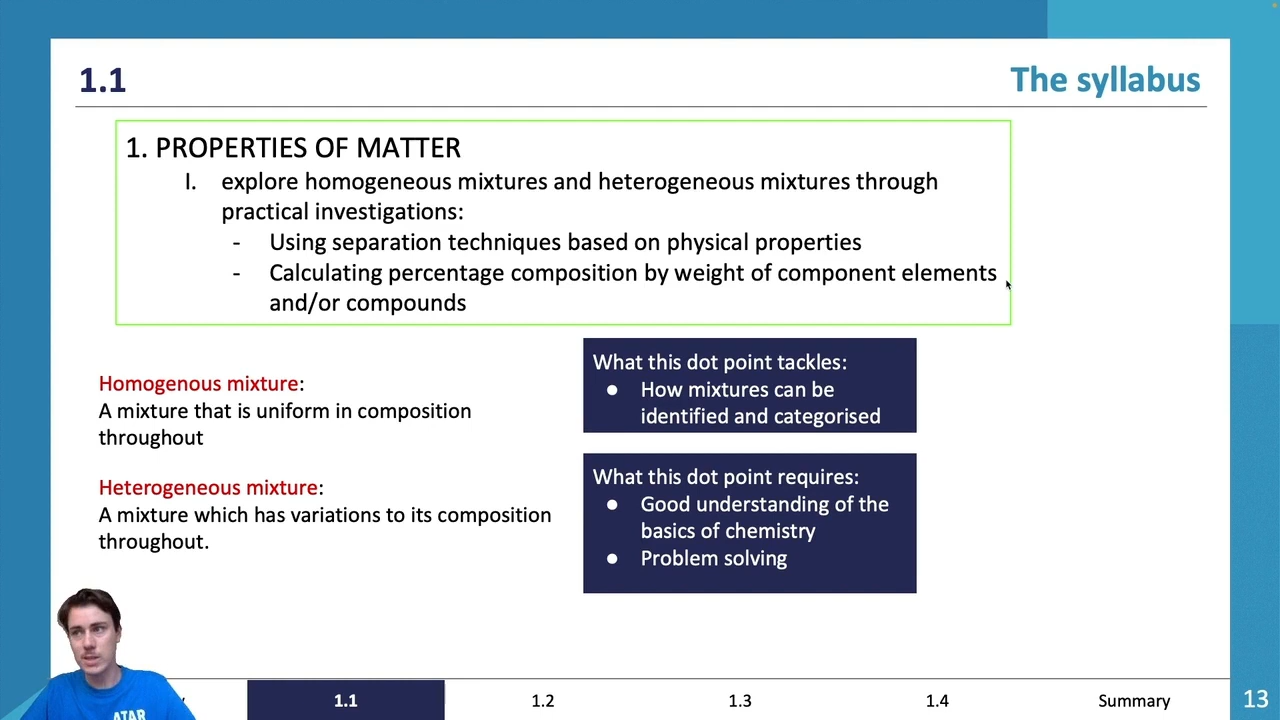 1.1
The syllabus
1. PROPERTIES OF MATTER
I. explore homogeneous mixtures and heterogeneous mixtures through
practical investigations:
- Using separation techniques based on physical properties
- Calculating percentage composition by weight of component elements
and/or compounds
Homogenous mixture:
A mixture that is uniform in composition
throughout
Heterogeneous mixture:
A mixture which has variations to its composition
throughout.
What this dot point tackles:
● How mixtures can be
identified and categorised
What this dot point requires:
● Good understanding of the
basics of chemistry
● Problem solving
ATAR
1.1
1.2
1.3
1.4
Summary
13